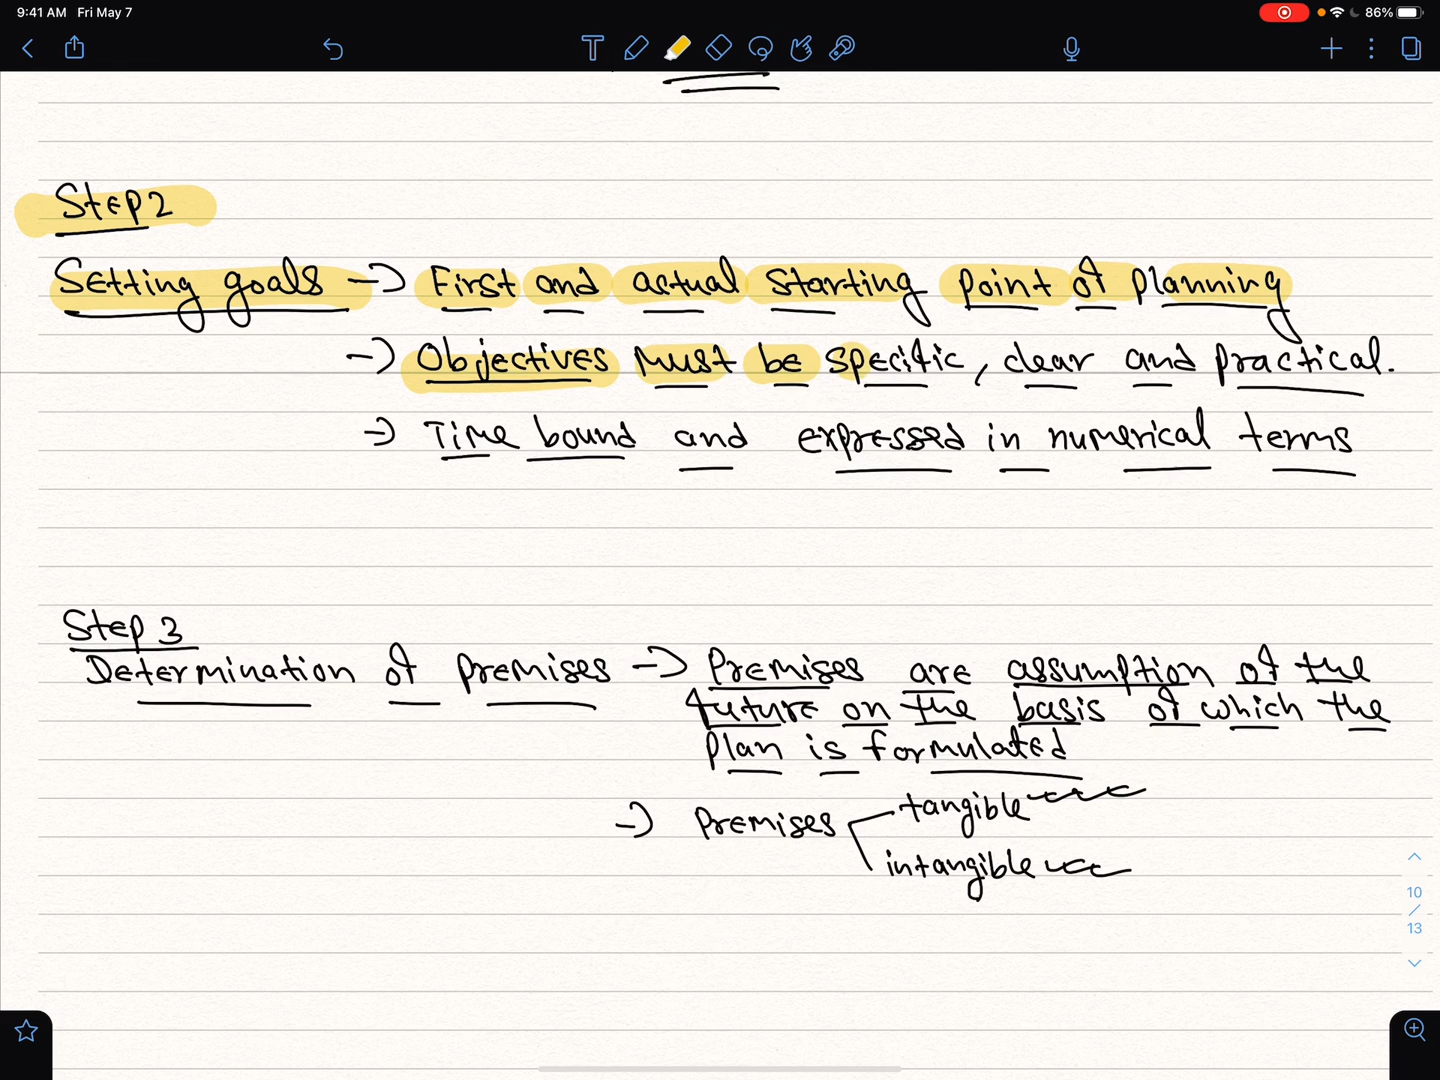 9:41 AM Fri May 7
86%
Step 2
Setting goals → First and actual starting point of planning
→ Objectives must be specific, clear and practical.
→ Time bound and expressed in numerical terms
Step 3
Determination of premises → Premises are assumption of the
future on the basis of which the
plan is formulated
→ Premises
tangible
intangible
10
/
13